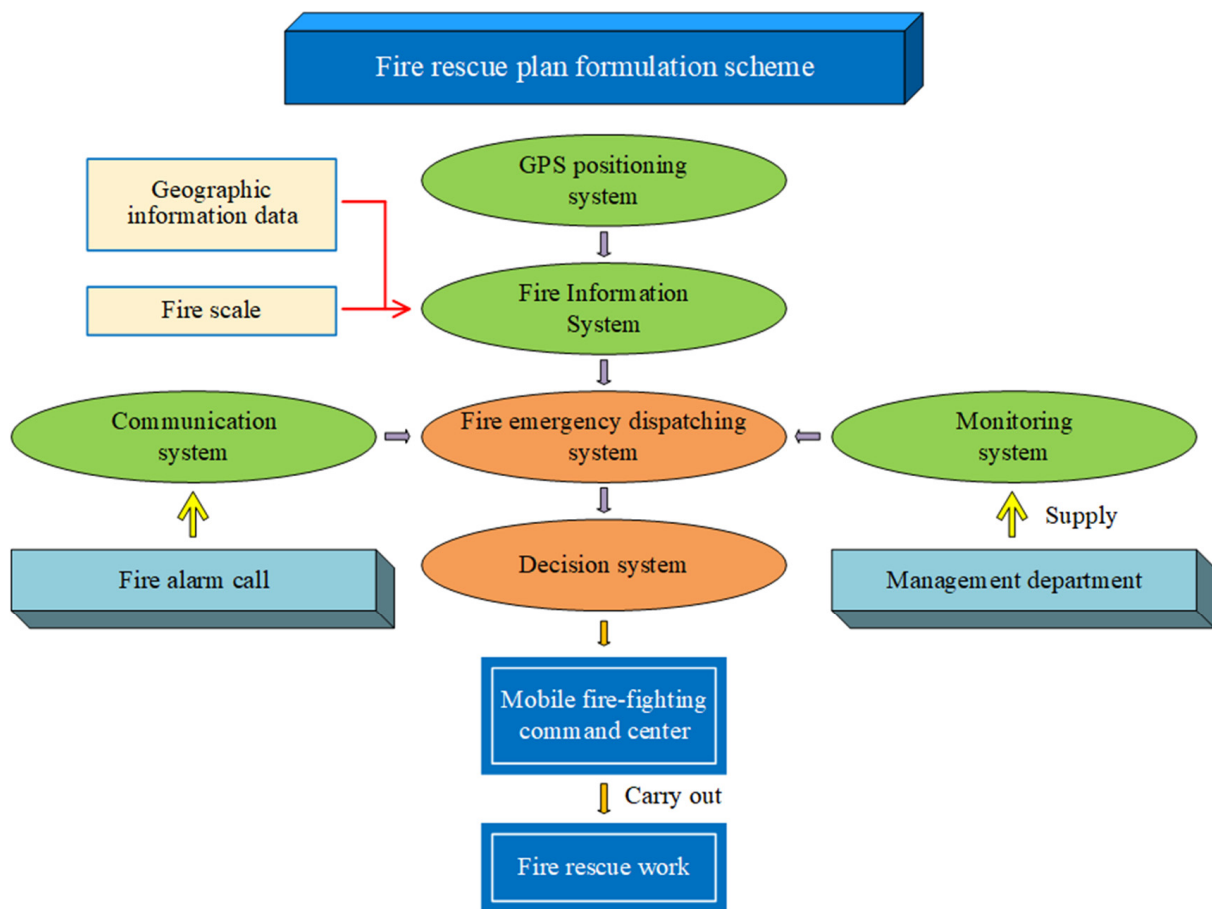 Fire rescue plan formulation scheme
GPS positioning
system
Geographic
information data
Fire Information
System
Fire scale
Communication
system
Fire emergency dispatching
system
Monitoring
system
Supply
Fire alarm call
Decision system
Management department
Mobile fire-fighting
command center
Carry out
Fire rescue work